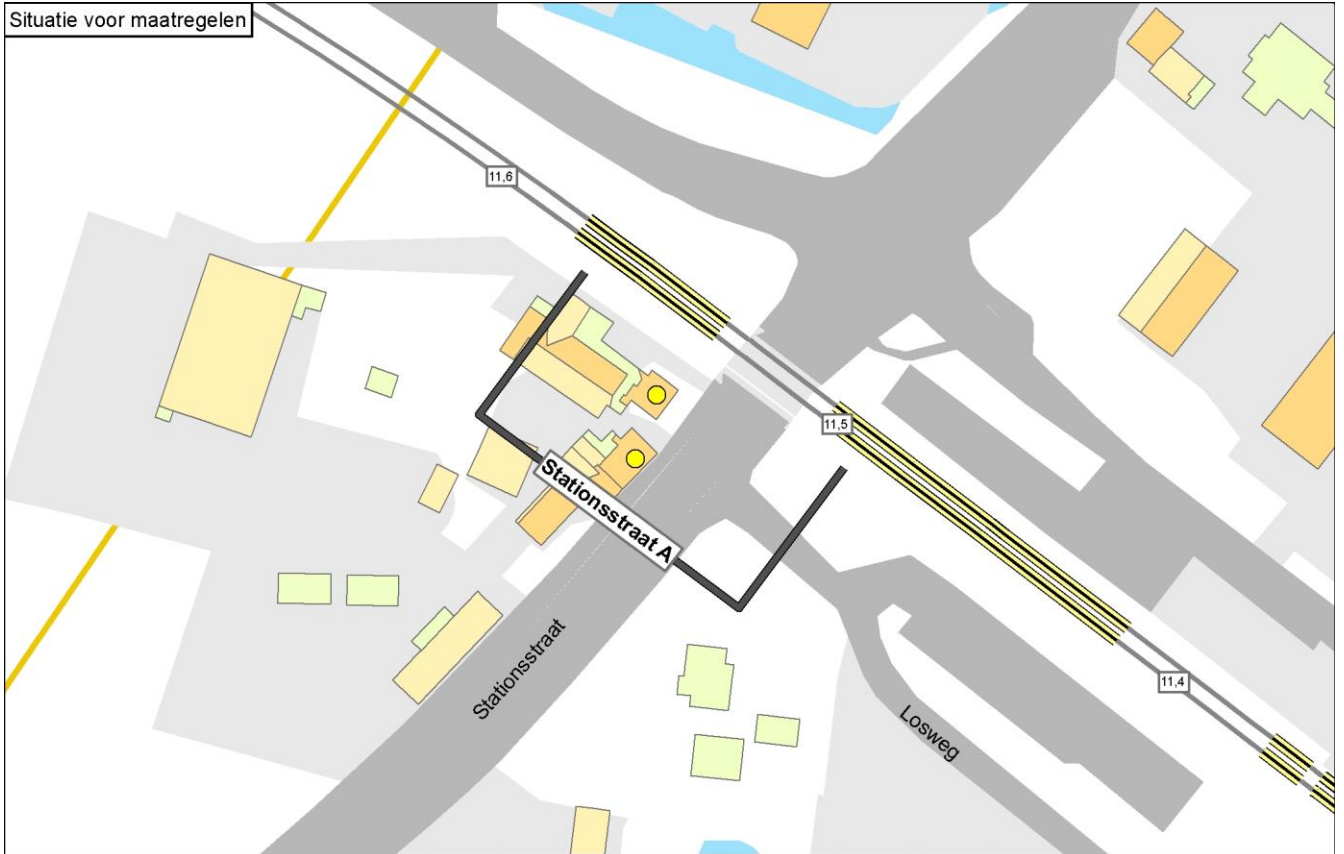 Situatie voor maatregelen
11,6
11,5
Stationsstraat A
Stationsstraat
11,4
Losweg